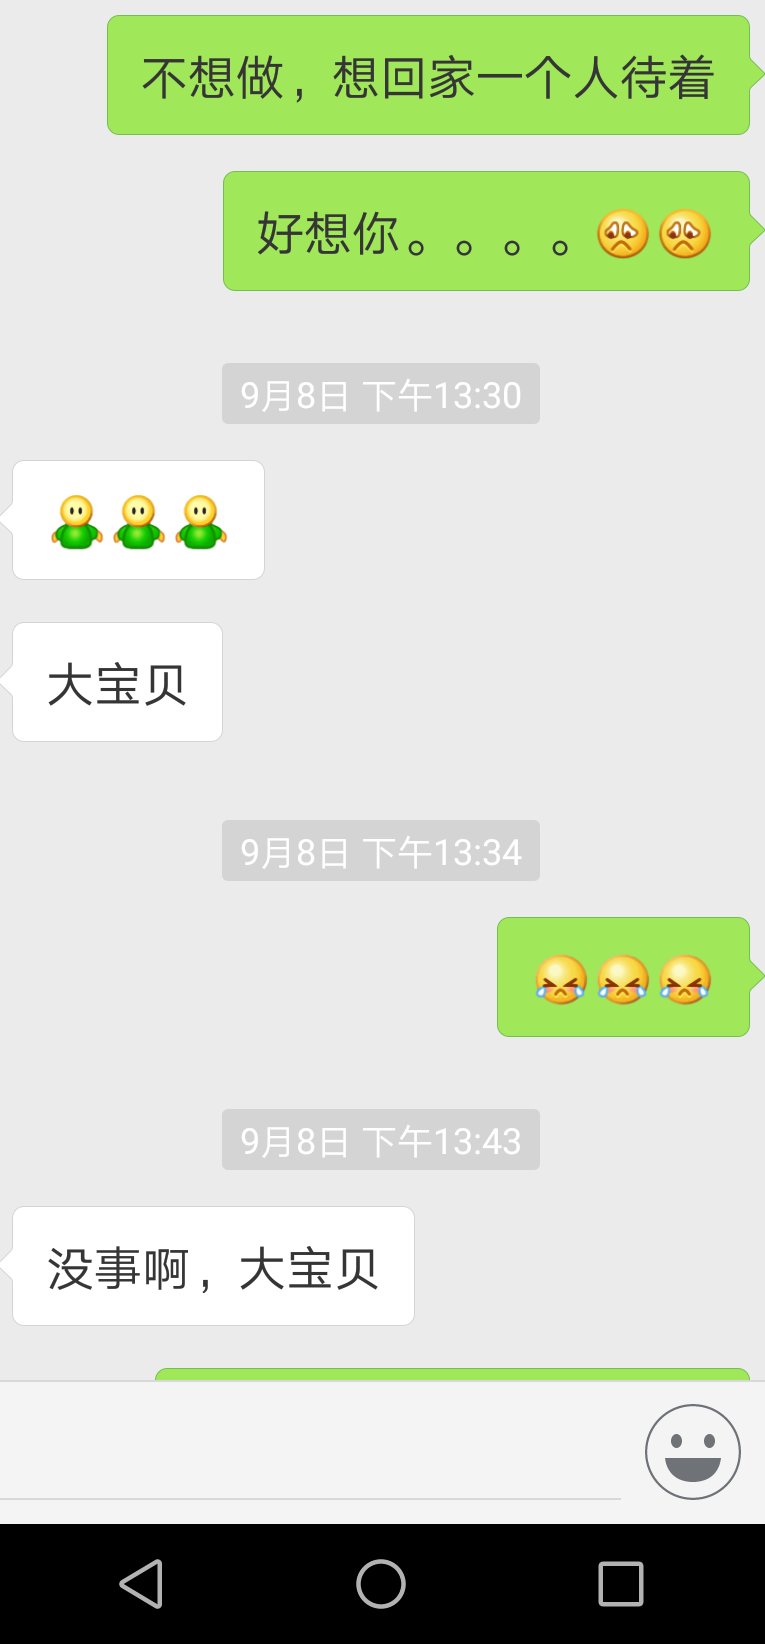 不想做，想回家一个人待着
好想你。。。。
9月8日 下午13:30
大宝贝
9月8日 下午13:34
9月8日 下午13:43
没事啊，大宝贝